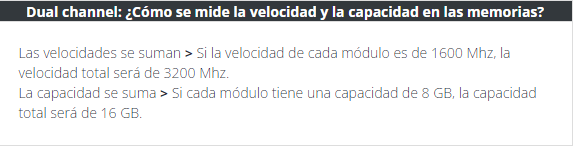 Dual channel: ¿Cómo se mide la velocidad y la capacidad en las memorias?
Las velocidades se suman > Si la velocidad de cada módulo es de 1600 Mhz, la
velocidad total será de 3200 Mhz.
La capacidad se suma > Si cada módulo tiene una capacidad de 8 GB, la capacidad
total será de 16 GB.